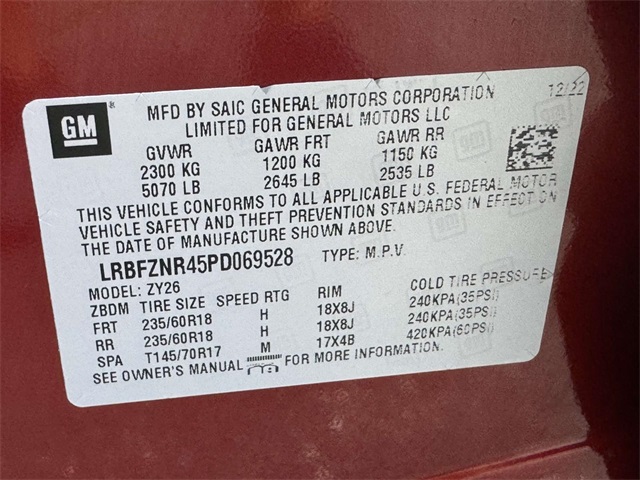 GM ®
MFD BY SAIC GENERAL MOTORS CORPORATION 12/22
LIMITED FOR GENERAL MOTORS LLC
GVWR GAWR FRT GAWR RR
2300 KG 1200 KG 1150 KG
5070 LB 2645 LB 2535 LB
THIS VEHICLE CONFORMS TO ALL APPLICABLE U.S. FEDERAL MOTOR
VEHICLE SAFETY AND THEFT PREVENTION STANDARDS IN EFFECT ON
THE DATE OF MANUFACTURE SHOWN ABOVE.
LRBFZNR45PD069528 TYPE: M.P.V.
MODEL: ZY26
ZBDM TIRE SIZE SPEED RTG RIM COLD TIRE PRESSURE
FRT 235/60R18 H 18X8J 240KPA(35PSI)
RR 235/60R18 H 18X8J 240KPA(35PSI)
SPA T145/70R17 M 17X4B 420KPA(60PSI)
SEE OWNER'S MANUAL FOR MORE INFORMATION.